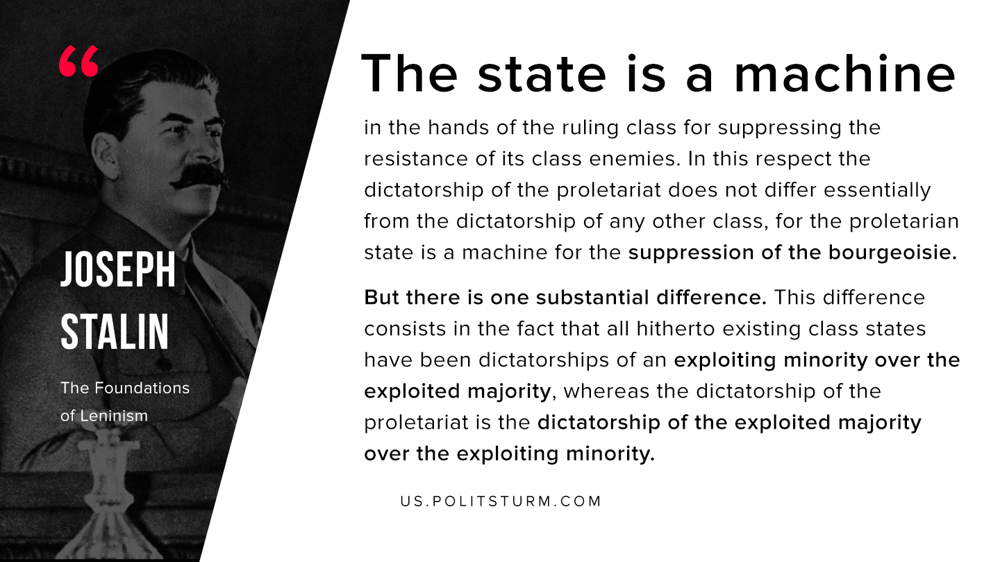 “
JOSEPH
STALIN
The Foundations
of Leninism
The state is a machine
in the hands of the ruling class for suppressing the
resistance of its class enemies. In this respect the
dictatorship of the proletariat does not differ essentially
from the dictatorship of any other class, for the proletarian
state is a machine for the suppression of the bourgeoisie.
But there is one substantial difference. This difference
consists in the fact that all hitherto existing class states
have been dictatorships of an exploiting minority over the
exploited majority, whereas the dictatorship of the
proletariat is the dictatorship of the exploited majority
over the exploiting minority.
US.POLITSTURM.COM